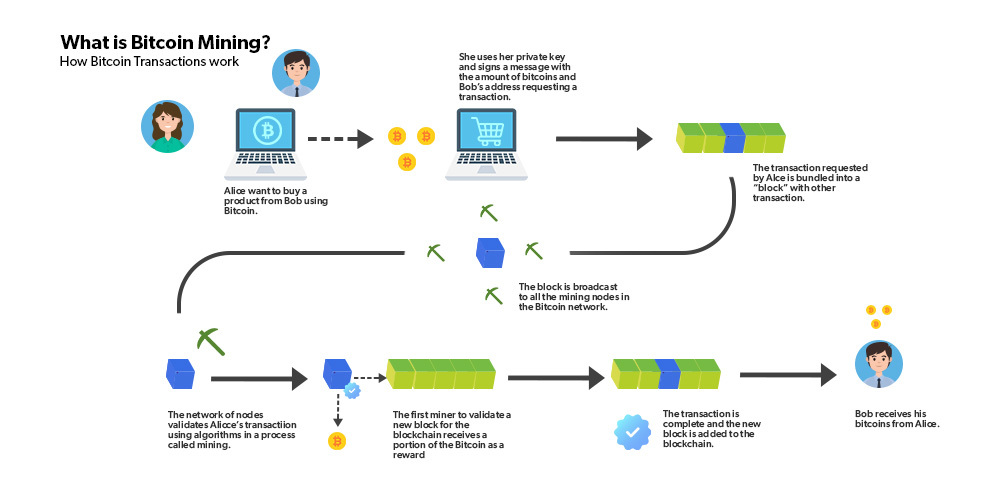 What is Bitcoin Mining?
How Bitcoin Transactions work
She uses her private key
and signs a message with
the amount of bitcoins and
Bob's address requesting a
transaction.
Alice want to buy a
product from Bob using
Bitcoin.
The transaction requested
by Alce is bundled into a
"block" with other
transaction.
The block is broadcast
to all the mining nodes in
the Bitcoin network.
The network of nodes
validates Alicce's transactiion
using algorithms in a process
called mining.
The first miner to validate a
new block for the
blockchain receives a
portion of the Bitcoin as a
reward
The transaction is
complete and the new
block is added to the
blockchain.
Bob receives his
bitcoins from Alice.